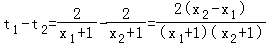 t₁-t₂=2/(x₁+1)-2/(x₂+1)=2(x₂-x₁)/((x₁+1)(x₂+1))